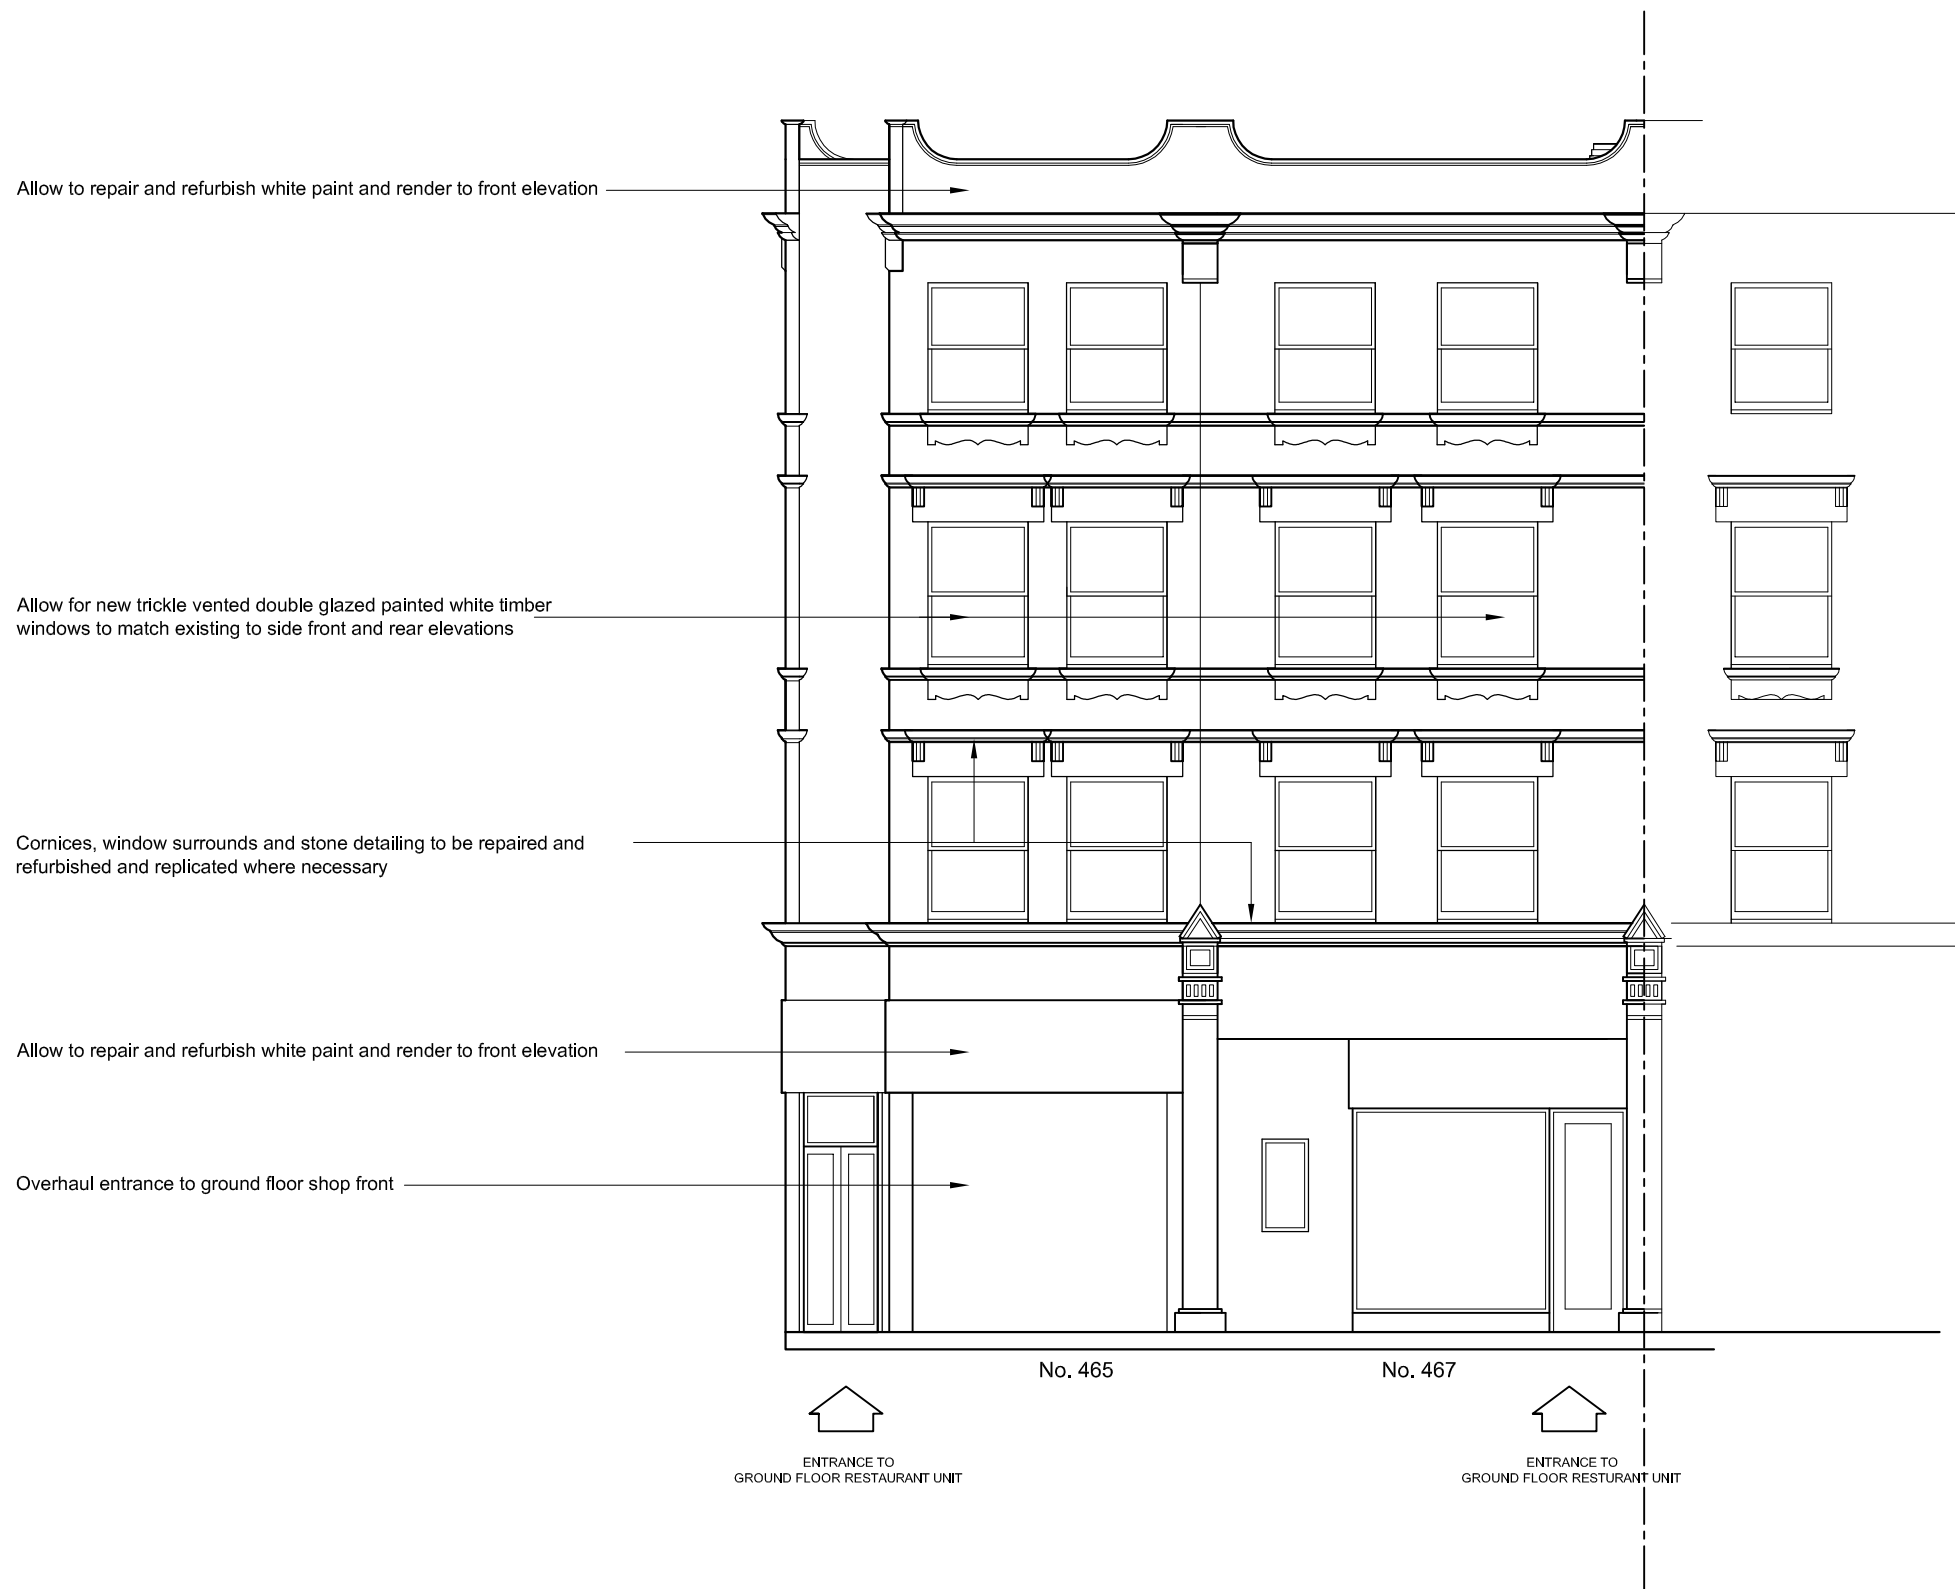 Allow to repair and refurbish white paint and render to front elevation
Allow for new trickle vented double glazed painted white timber
windows to match existing to side front and rear elevations
Cornices, window surrounds and stone detailing to be repaired and
refurbished and replicated where necessary
Allow to repair and refurbish white paint and render to front elevation
Overhaul entrance to ground floor shop front
No. 465
No. 467
ENTRANCE TO
GROUND FLOOR RESTAURANT UNIT
ENTRANCE TO
GROUND FLOOR RESTURANT UNIT